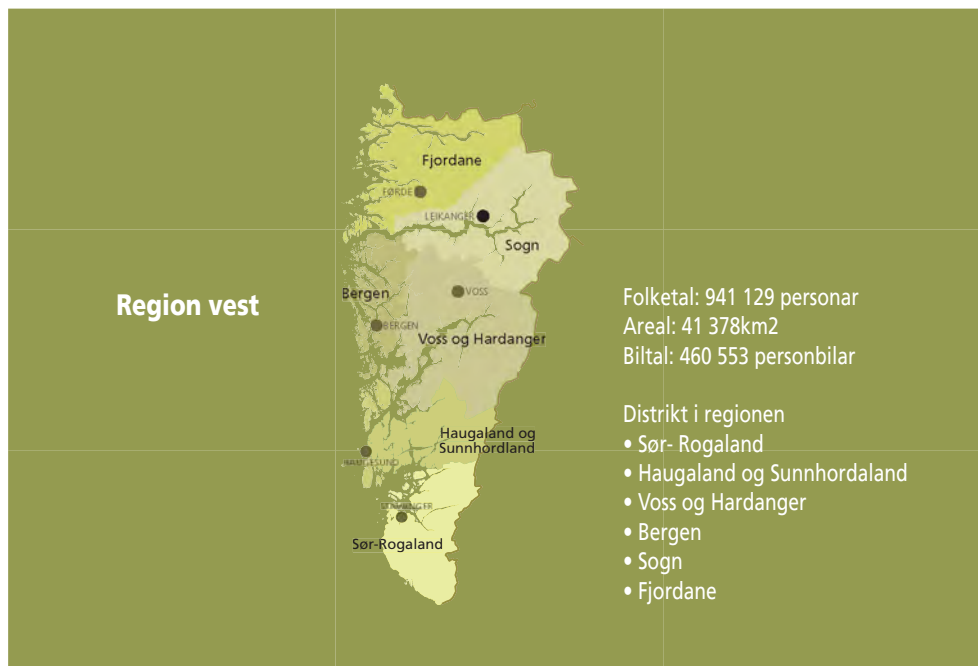 Region vest
Fjordane
FØRDE
LEIKANGER
Sogn
Bergen
VOSS
BERGEN
Voss og Hardanger
Haugaland og
Sunnhordland
HAUGESUND
STAVANGER
Sør-Rogaland
Folketal: 941 129 personar
Areal: 41 378km2
Biltal: 460 553 personbilar
Distrikt i regionen
• Sør- Rogaland
• Haugaland og Sunnhordaland
• Voss og Hardanger
• Bergen
• Sogn
• Fjordane